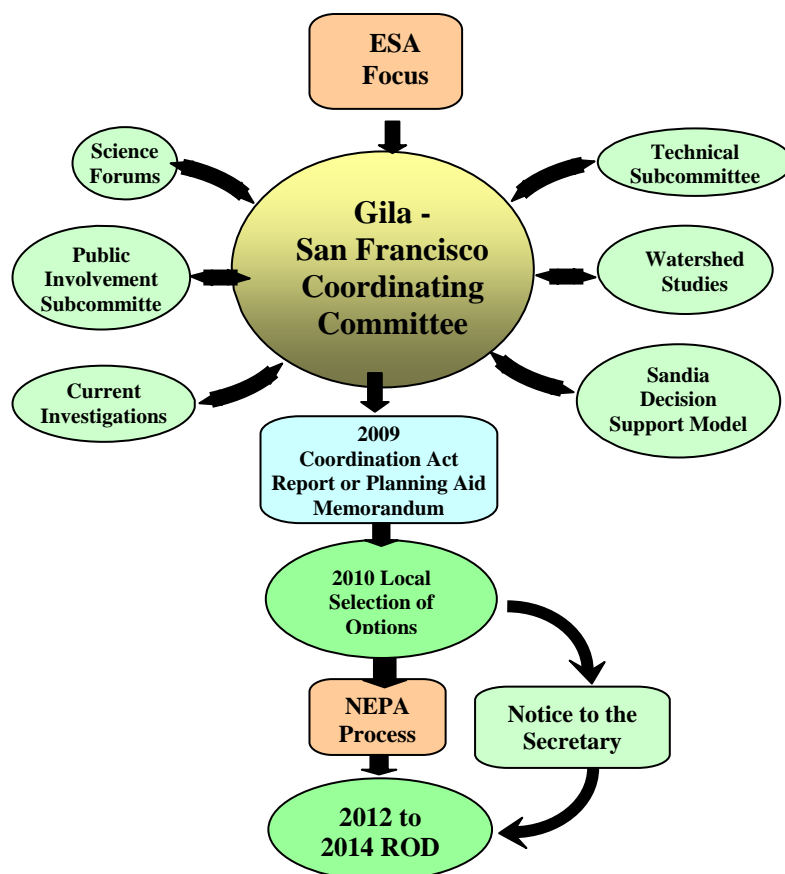 ESA
Focus
Science
Forums
Technical
Subcommittee
Gila -
San Francisco
Coordinating
Committee
Public
Involvement
Subcommitte
Watershed
Studies
Current
Investigations
Sandia
Decision
Support Model
2009
Coordination Act
Report or Planning Aid
Memorandum
2010 Local
Selection of
Options
NEPA
Process
Notice to the
Secretary
2012 to
2014 ROD